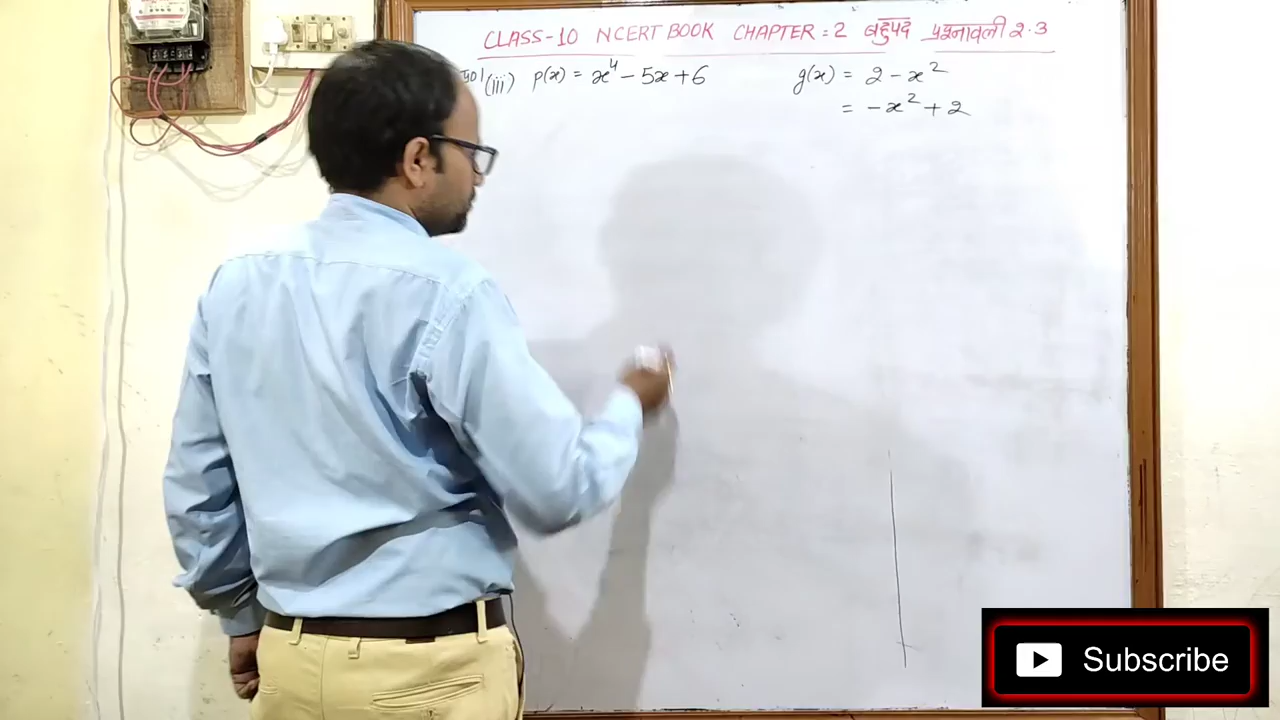 CLASS-10 NCERT BOOK CHAPTER = 2 बहुपद प्रश्नावली 2.3
(iii) p(x) = x⁴ - 5x + 6 g(x) = 2 - x²
= -x² + 2
Subscribe